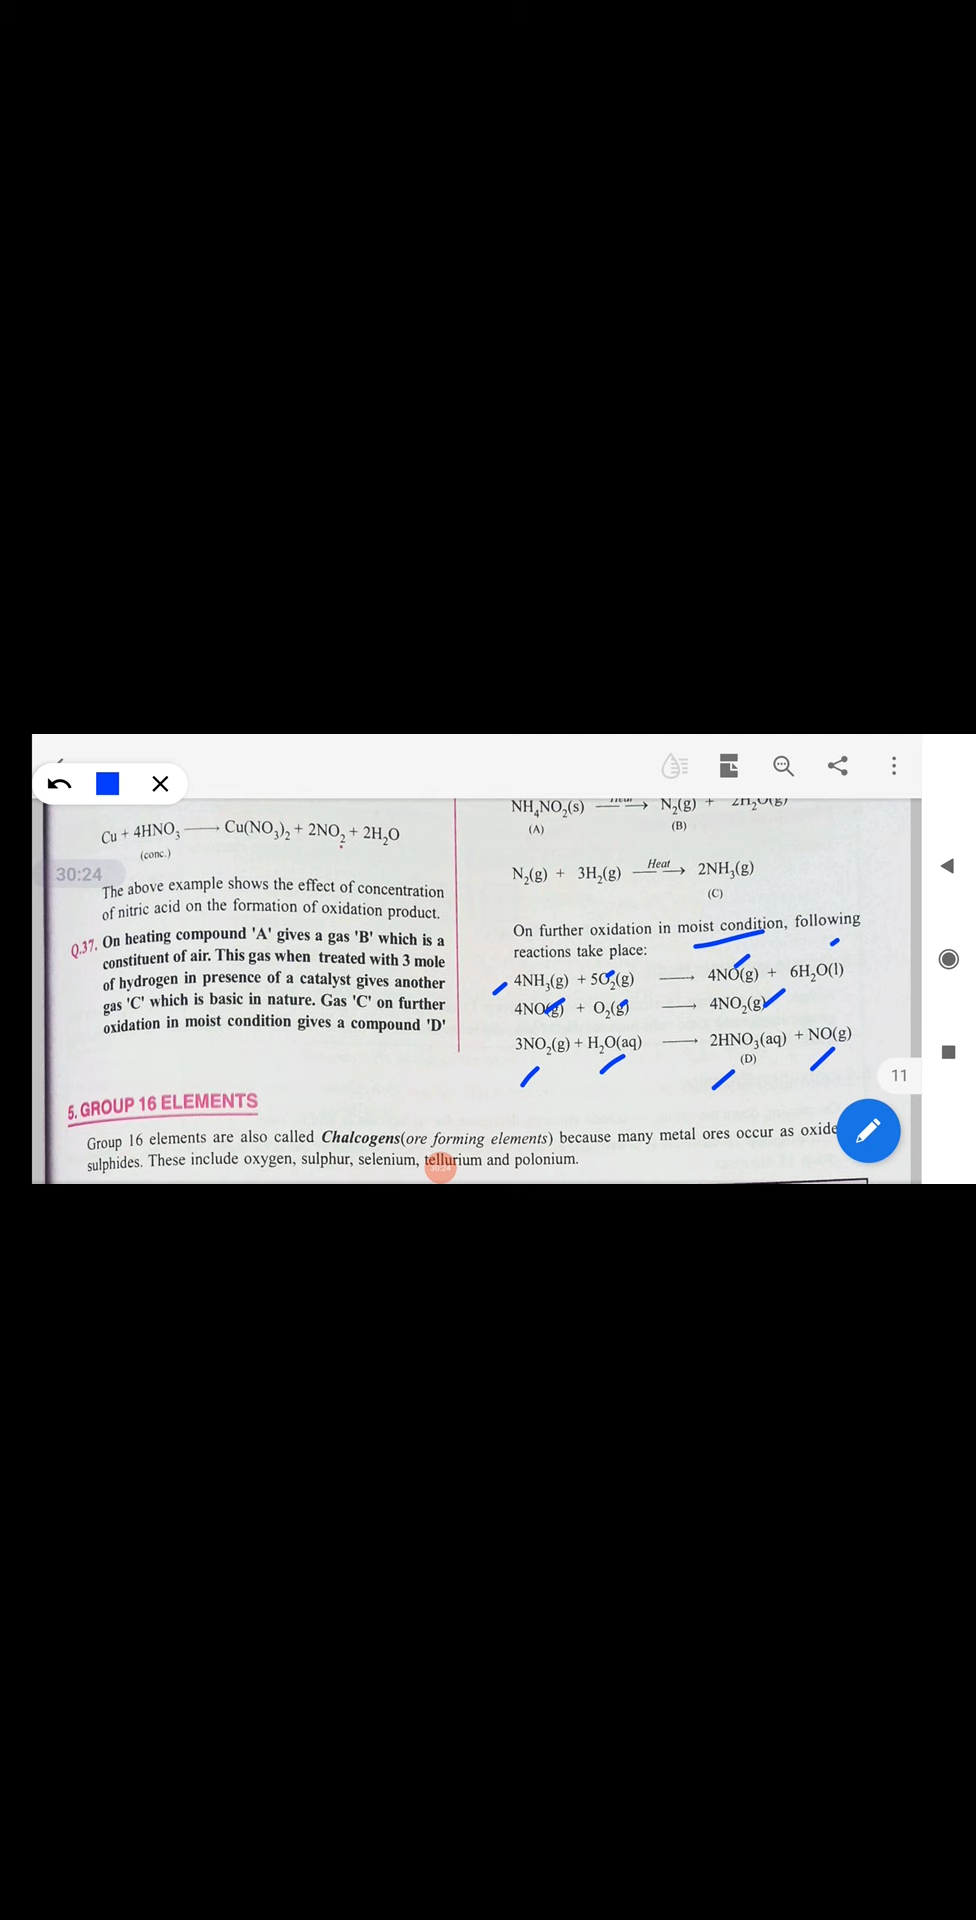 NH₄NO₂(s) ⟶ N₂(g) + 2H₂O(g)
(A) (B)
Cu + 4HNO₃ ⟶ Cu(NO₃)₂ + 2NO₂ + 2H₂O
(conc.)
30:24
The above example shows the effect of concentration
of nitric acid on the formation of oxidation product.
Q.37. On heating compound 'A' gives a gas 'B' which is a
constituent of air. This gas when treated with 3 mole
of hydrogen in presence of a catalyst gives another
gas 'C' which is basic in nature. Gas 'C' on further
oxidation in moist condition gives a compound 'D'
N₂(g) + 3H₂(g) —Heat→ 2NH₃(g)
(C)
On further oxidation in moist condition, following
reactions take place:
4NH₃(g) + 5O₂(g) ⟶ 4NO(g) + 6H₂O(l)
4NO(g) + O₂(g) ⟶ 4NO₂(g)
3NO₂(g) + H₂O(aq) ⟶ 2HNO₃(aq) + NO(g)
(D)
11
5. GROUP 16 ELEMENTS
Group 16 elements are also called Chalcogens(ore forming elements) because many metal ores occur as oxide
sulphides. These include oxygen, sulphur, selenium, tellurium and polonium.
30:24